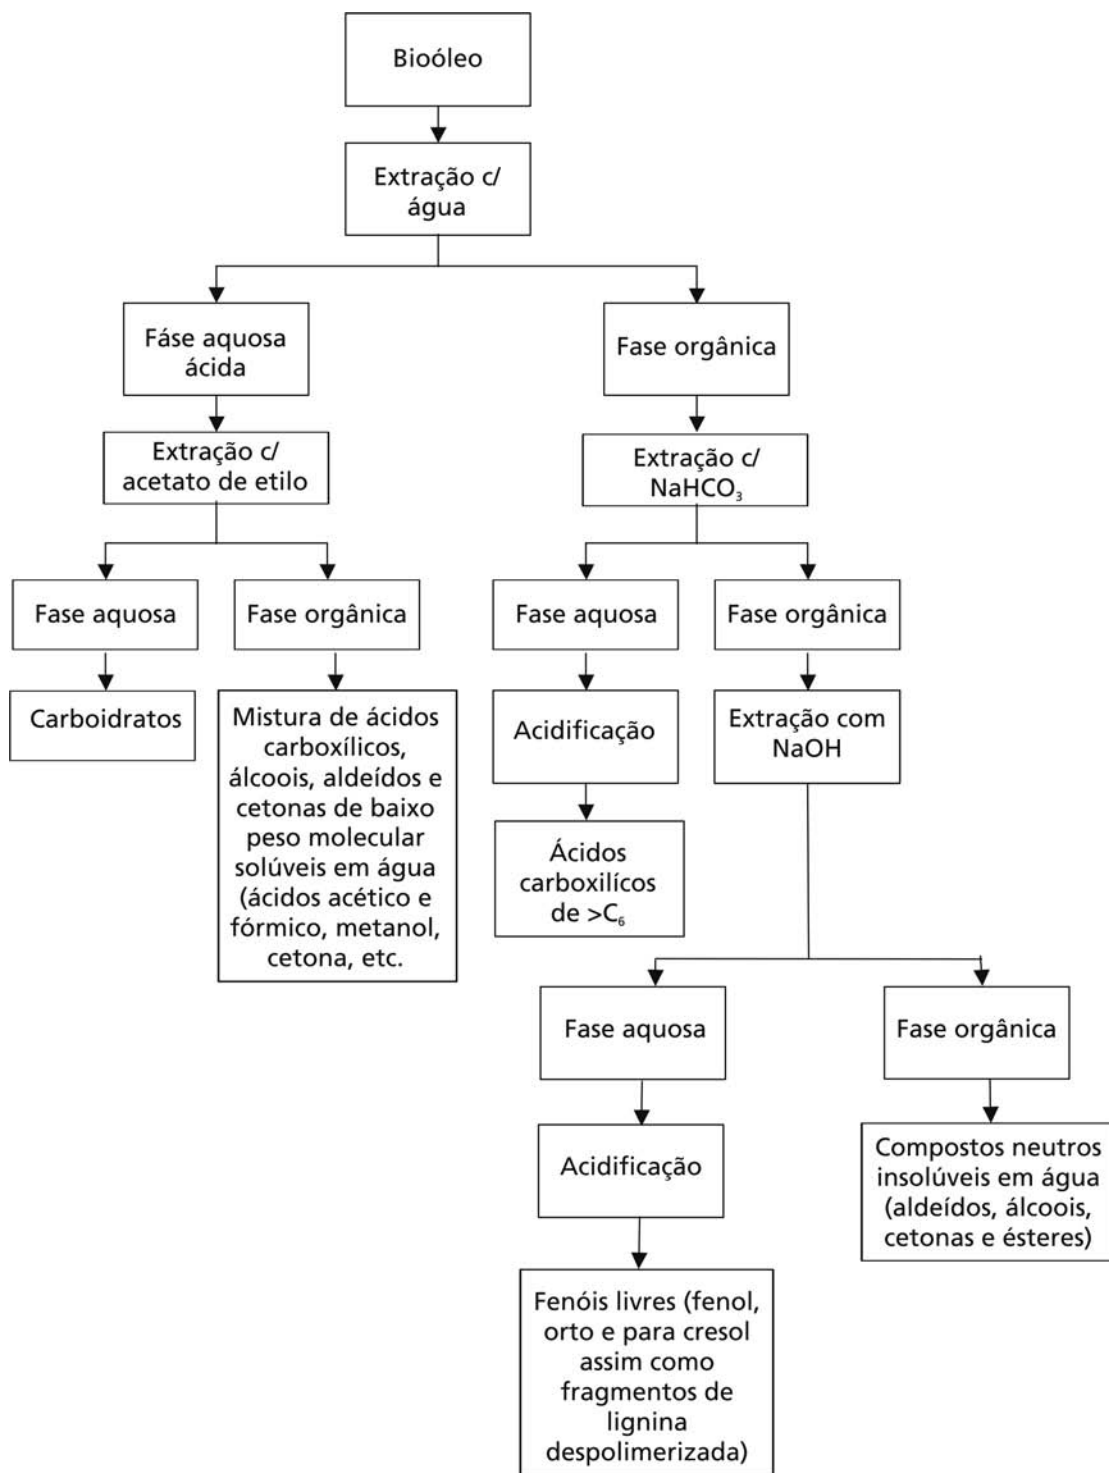 Bioóleo
Extração c/
água
Fáse aquosa
ácida
Fase orgânica
Extração c/
acetato de etilo
Extração c/
NaHCO₃
Fase aquosa
Fase orgânica
Fase aquosa
Fase orgânica
Carboidratos
Mistura de ácidos
carboxílicos,
álcoois, aldeídos e
cetonas de baixo
peso molecular
solúveis em água
(ácidos acético e
fórmico, metanol,
cetona, etc.
Acidificação
Extração com
NaOH
Ácidos
carboxilícos
de >C₆
Fase aquosa
Fase orgânica
Acidificação
Compostos neutros
insolúveis em água
(aldeídos, álcoois,
cetonas e ésteres)
Fenóis livres (fenol,
orto e para cresol
assim como
fragmentos de
lignina
despolimerizada)